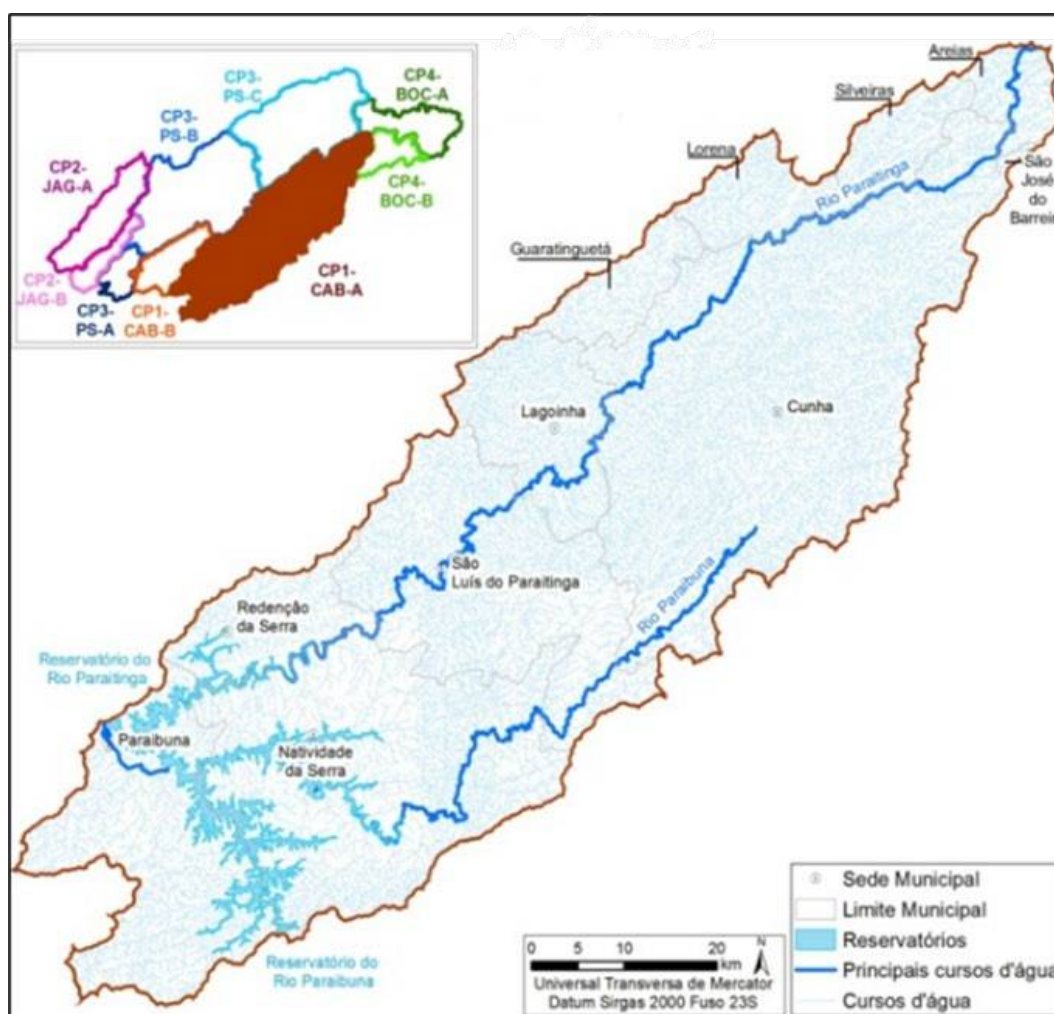 CP3-
PS-C
CP4-
BOC-A
CP3-
PS-B
CP2-
JAG-A
CP4-
BOC-B
CP2-
JAG-B
CP3-
PS-A
CP1-
CAB-B
CP1-
CAB-A
Areias
Silveiras
Lorena
São
José
do
Barreir
Rio Paraitinga
Guaratinguetá
Lagoinha
Cunha
São
Luís do Paraitinga
Rio Paraibuna
Redenção
da Serra
Reservatório do
Rio Paraitinga
Paraibuna
Natividade
da Serra
Reservatório do
Rio Paraibuna
0 5 10 20
km
N
Universal Transversa de Mercator
Datum Sirgas 2000 Fuso 23S
Sede Municipal
Limite Municipal
Reservatórios
Principais cursos d'água
Cursos d'água